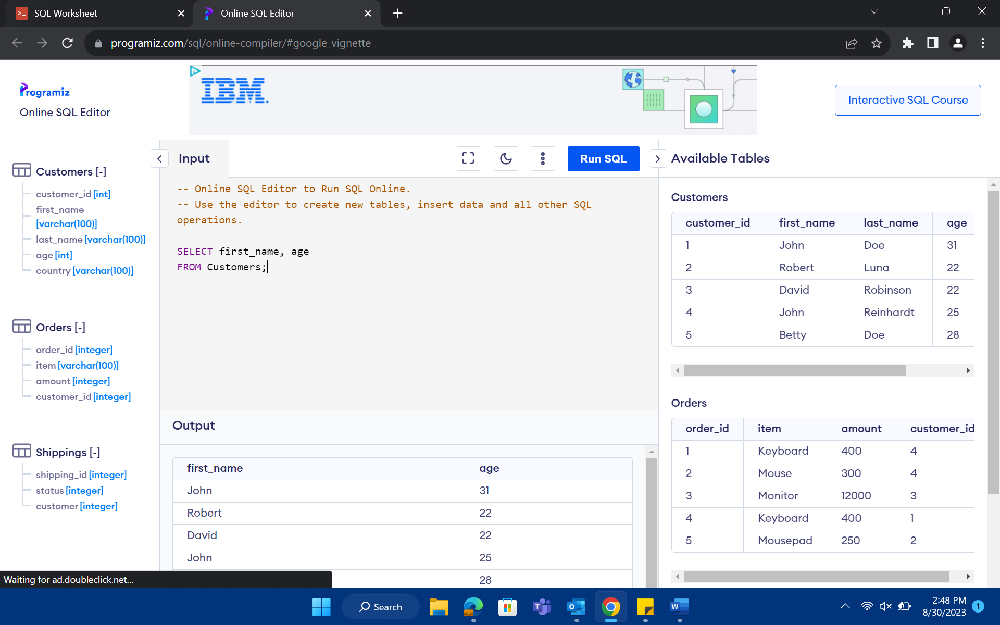 SQL Worksheet
Online SQL Editor
programiz.com/sql/online-compiler/#google_vignette
Programiz
Online SQL Editor
IBM.
Interactive SQL Course
Customers [-]
customer_id [int]
first_name
[varchar(100)]
last_name [varchar(100)]
age [int]
country [varchar(100)]
Orders [-]
order_id [integer]
item [varchar(100)]
amount [integer]
customer_id [integer]
Shippings [-]
shipping_id [integer]
status [integer]
customer [integer]
Input
Run SQL
-- Online SQL Editor to Run SQL Online.
-- Use the editor to create new tables, insert data and all other SQL
operations.
SELECT first_name, age
FROM Customers;
Output
first_name age
John 31
Robert 22
David 22
John 25
28
Available Tables
Customers
customer_id first_name last_name age
1 John Doe 31
2 Robert Luna 22
3 David Robinson 22
4 John Reinhardt 25
5 Betty Doe 28
Orders
order_id item amount customer_id
1 Keyboard 400 4
2 Mouse 300 4
3 Monitor 12000 3
4 Keyboard 400 1
5 Mousepad 250 2
Waiting for ad.doubleclick.net...
Search
2:48 PM
8/30/2023
1